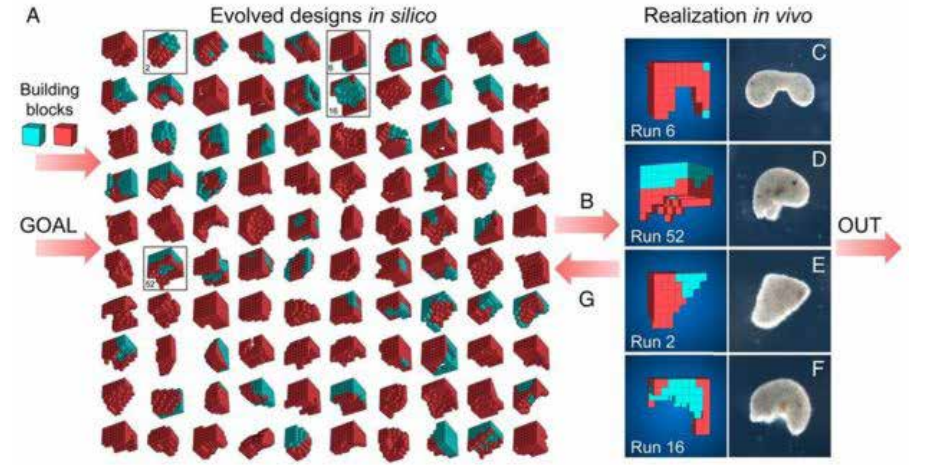 A
Evolved designs in silico
Realization in vivo
Building
blocks
GOAL
2
6
16
52
B
G
Run 6
C
Run 52
D
Run 2
E
Run 16
F
OUT